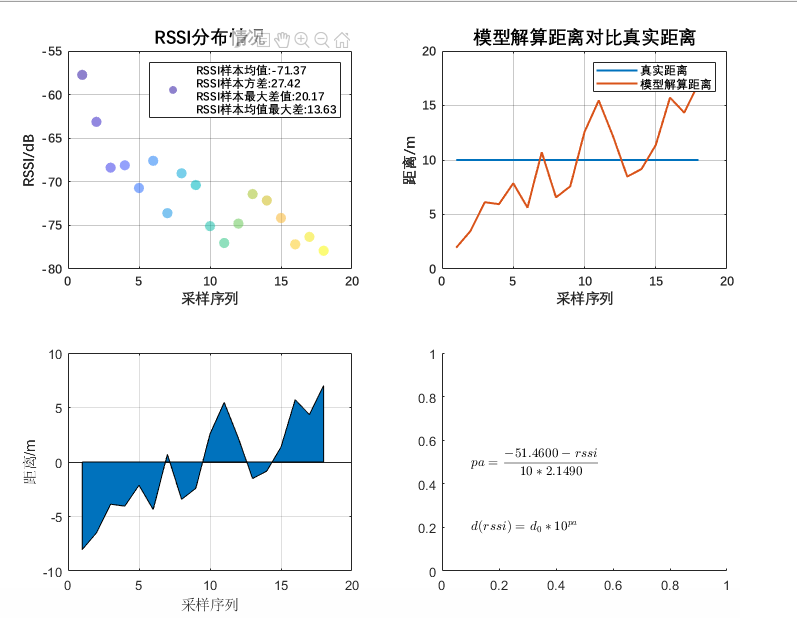 RSSI分布情况
-55
-60
-65
-70
-75
-80
RSSI/dB
RSSI样本均值:-71.37
RSSI样本方差:27.42
RSSI样本最大差值:20.17
RSSI样本均值最大差:13.63
0 5 10 15 20
采样序列
模型解算距离对比真实距离
20
15
10
5
0
距离/m
真实距离
模型解算距离
0 5 10 15 20
采样序列
10
5
0
-5
-10
距离/m
0 5 10 15 20
采样序列
1
0.8
0.6
0.4
0.2
0
pa = \frac{-51.4600 - rssi}{10 * 2.1490}
d(rssi) = d_0 * 10^{pa}
0 0.2 0.4 0.6 0.8 1